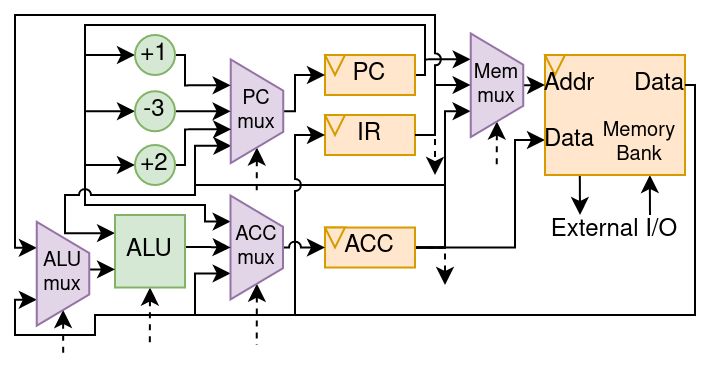 +1
-3
+2
PC
mux
PC
IR
Mem
mux
Addr
Data
Data
Memory
Bank
External I/O
ALU
mux
ALU
ACC
mux
ACC